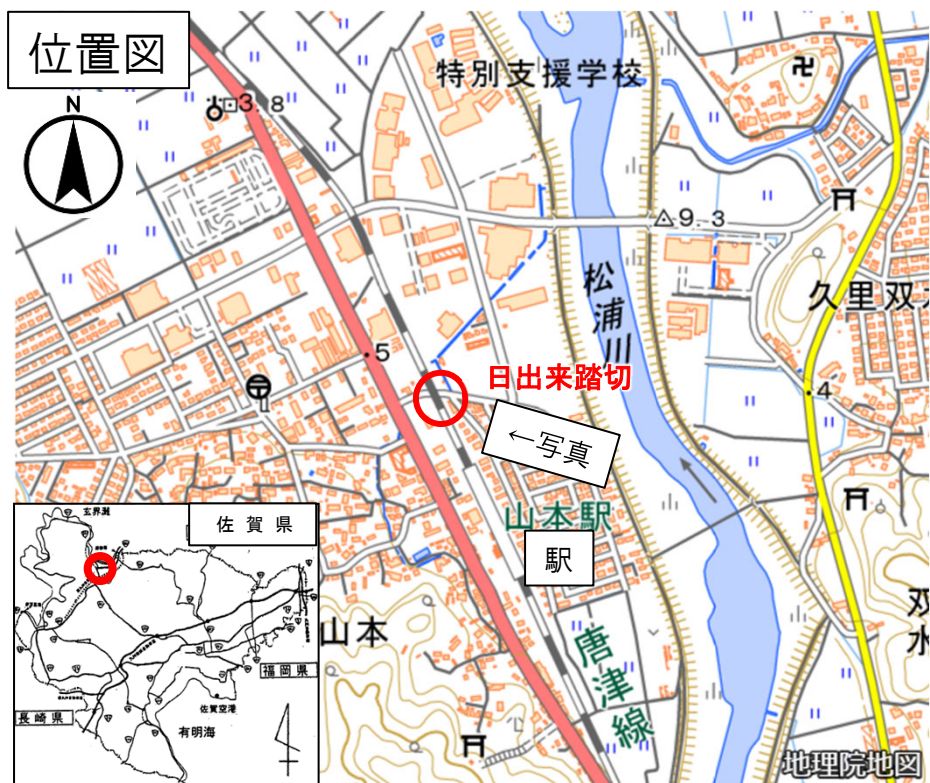 位置図
N
3.8
特別支援学校
9.3
松浦川
久里双水
5
日出来踏切
4
←写真
山本駅
駅
佐賀県
玄界灘
山本
双水
唐津線
福岡県
長崎県
佐賀空港
有明海
地理院地図